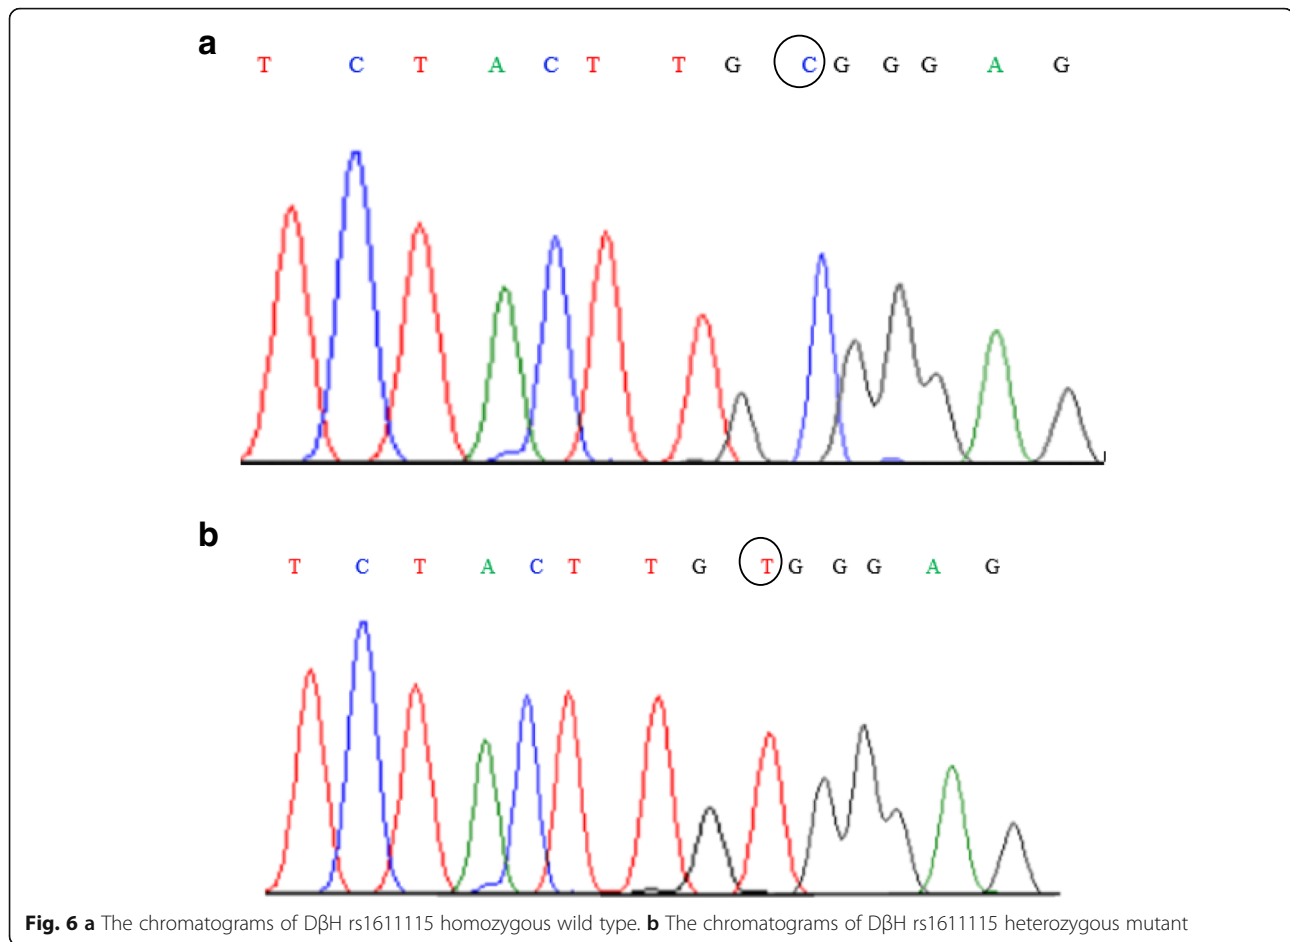 a
T C T A C T T G C G G G A G
b
T C T A C T T G T G G G A G
Fig. 6 a The chromatograms of DβH rs1611115 homozygous wild type. b The chromatograms of DβH rs1611115 heterozygous mutant